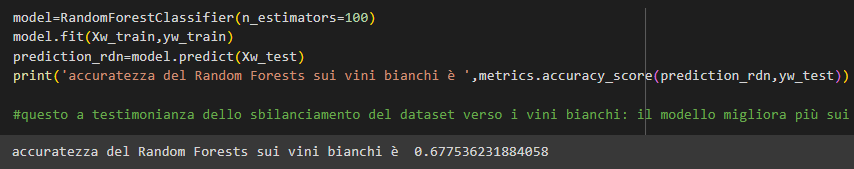 model=RandomForestClassifier(n_estimators=100)
model.fit(Xw_train,yw_train)
prediction_rdn=model.predict(Xw_test)
print('accuratezza del Random Forests sui vini bianchi è ',metrics.accuracy_score(prediction_rdn,yw_test))
#questo a testimonianza dello sbilanciamento del dataset verso i vini bianchi: il modello migliora più sui
accuratezza del Random Forests sui vini bianchi è  0.677536231884058